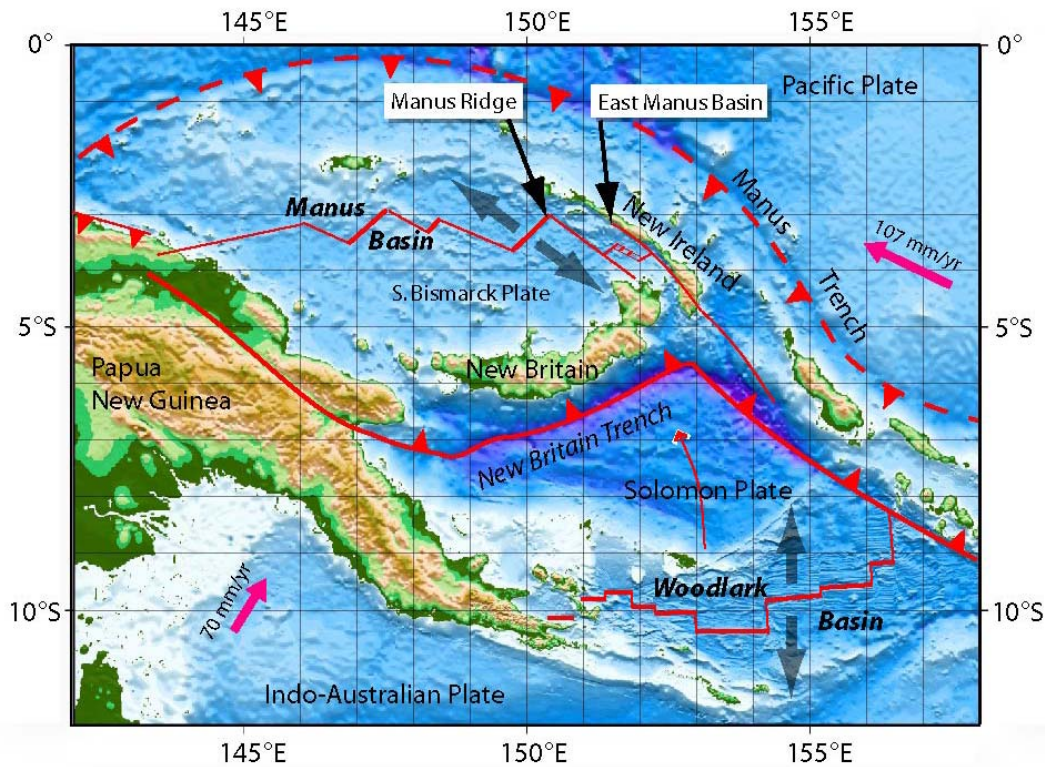 145°E 150°E 155°E
0° 0°
Pacific Plate
Manus Ridge
East Manus Basin
Manus
Trench
Manus
Basin
New Ireland
107 mm/yr
S. Bismarck Plate
5°S 5°S
Papua
New Guinea
New Britain
New Britain Trench
Solomon Plate
70 mm/yr
Woodlark
Basin
10°S 10°S
Indo-Australian Plate
145°E 150°E 155°E